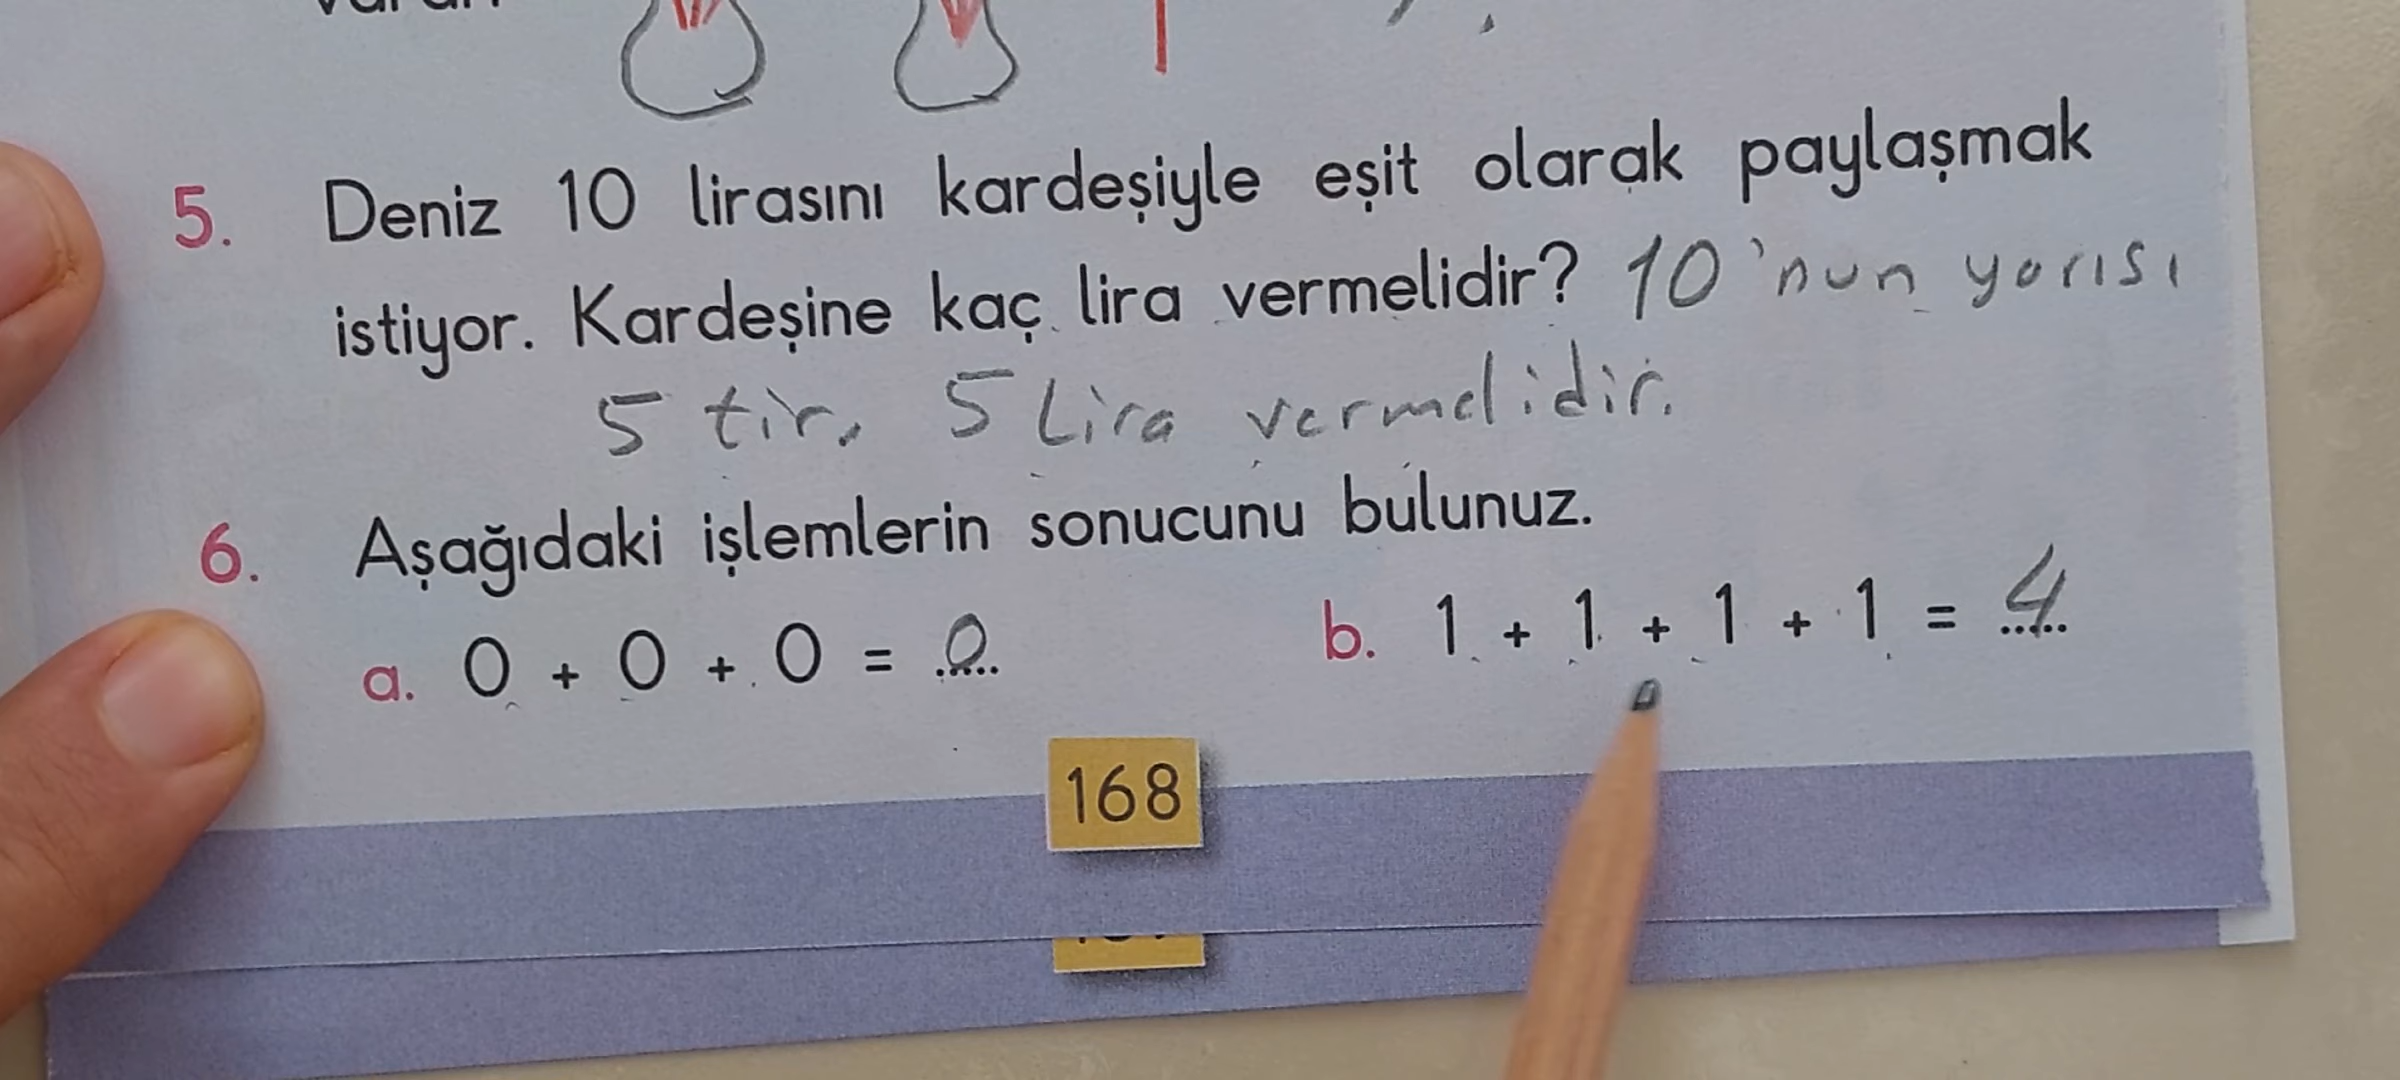 5. Deniz 10 lirasını kardeşiyle eşit olarak paylaşmak
istiyor. Kardeşine kaç lira vermelidir? 10'nun yarısı
5 tir. 5 Lira vermelidir.
6. Aşağıdaki işlemlerin sonucunu bulunuz.
a. 0 + 0 + 0 = 0 b. 1 + 1 + 1 + 1 = 4
168